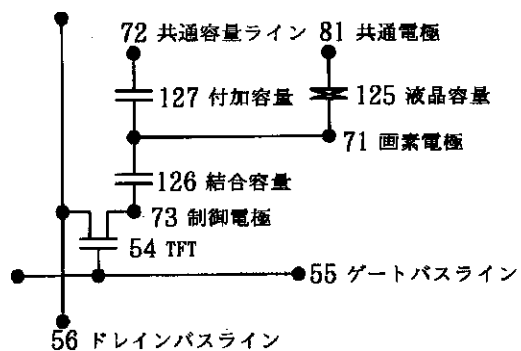 72 共通容量ライン 81 共通電極
127 付加容量 125 液晶容量
71 画素電極
126 結合容量
73 制御電極
54 TFT
55 ゲートバスライン
56 ドレインバスライン